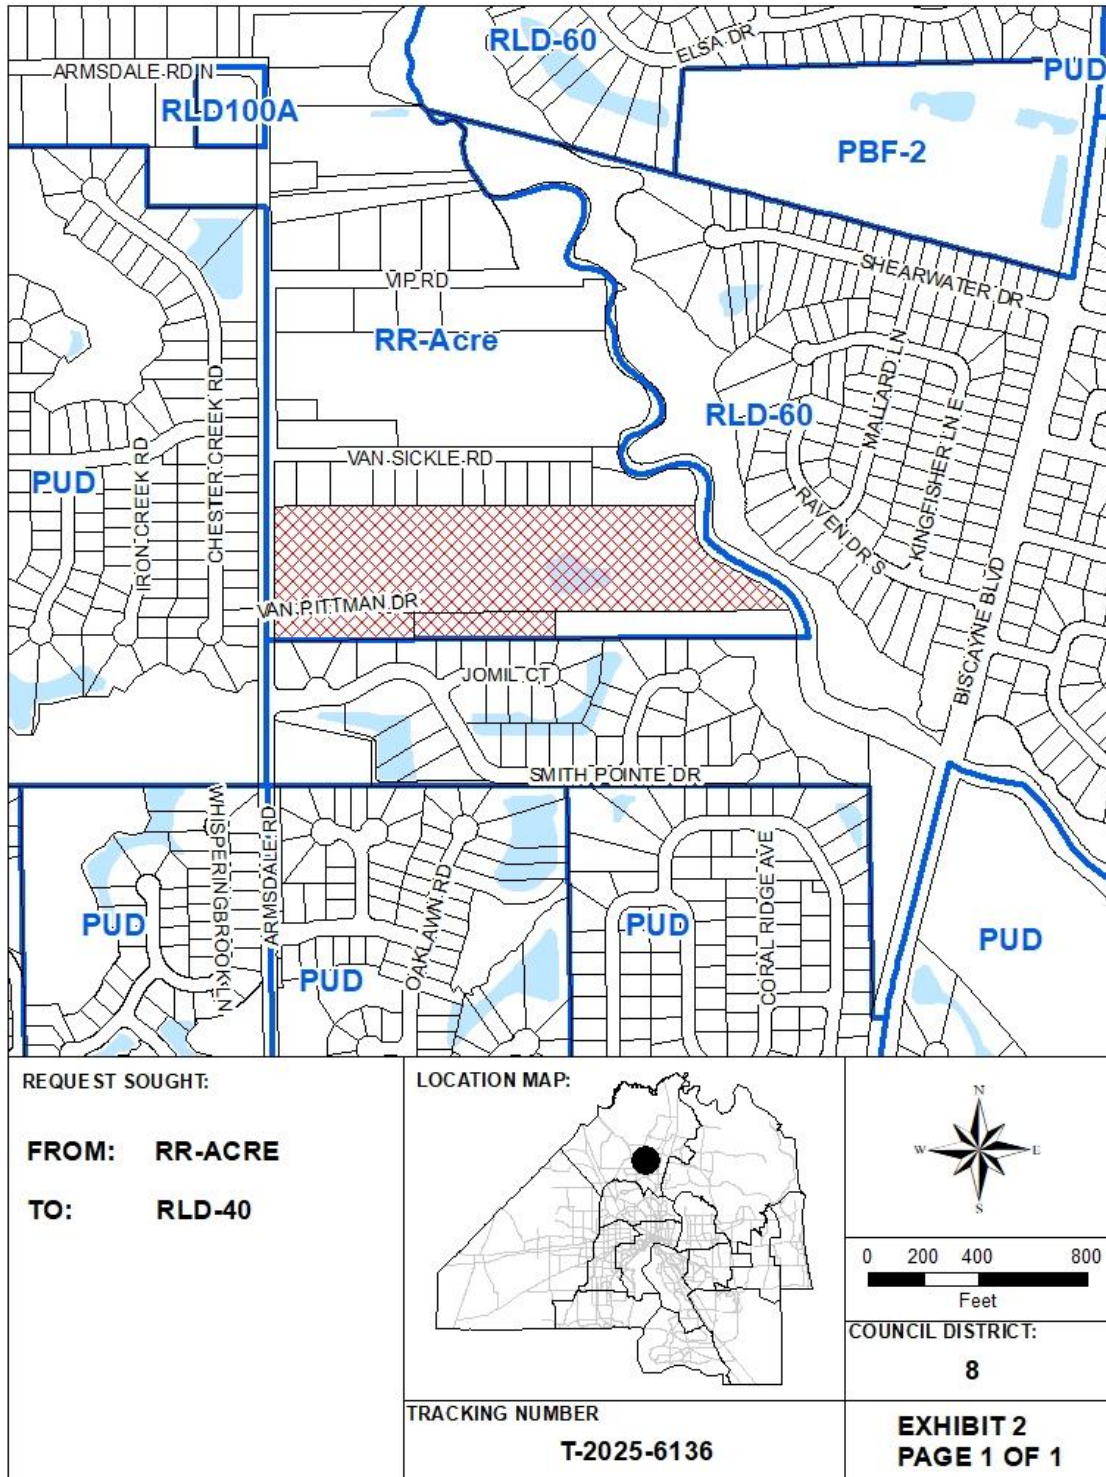 RLD-60
ELSA DR
PUD
ARMSDALE RD N
RLD100A
PBF-2
SHEARWATER DR
VIP RD
RR-Acre
MALLARD LN
KINGFISHER LN E
RLD-60
CHESTER CREEK RD
IRON CREEK RD
VAN SICKLE RD
PUD
RAVEN DR S
VAN PITTMAN DR
BISCAYNE BLVD
JOMIL CT
SMITH POINTE DR
WHISPERINGBROOK LN
ARMSDALE RD
OAKLAWN RD
CORAL RIDGE AVE
PUD
PUD
PUD
PUD
REQUEST SOUGHT:
FROM: RR-ACRE
TO: RLD-40
LOCATION MAP:
N
W E
S
0 200 400 800
Feet
COUNCIL DISTRICT:
8
TRACKING NUMBER
T-2025-6136
EXHIBIT 2
PAGE 1 OF 1